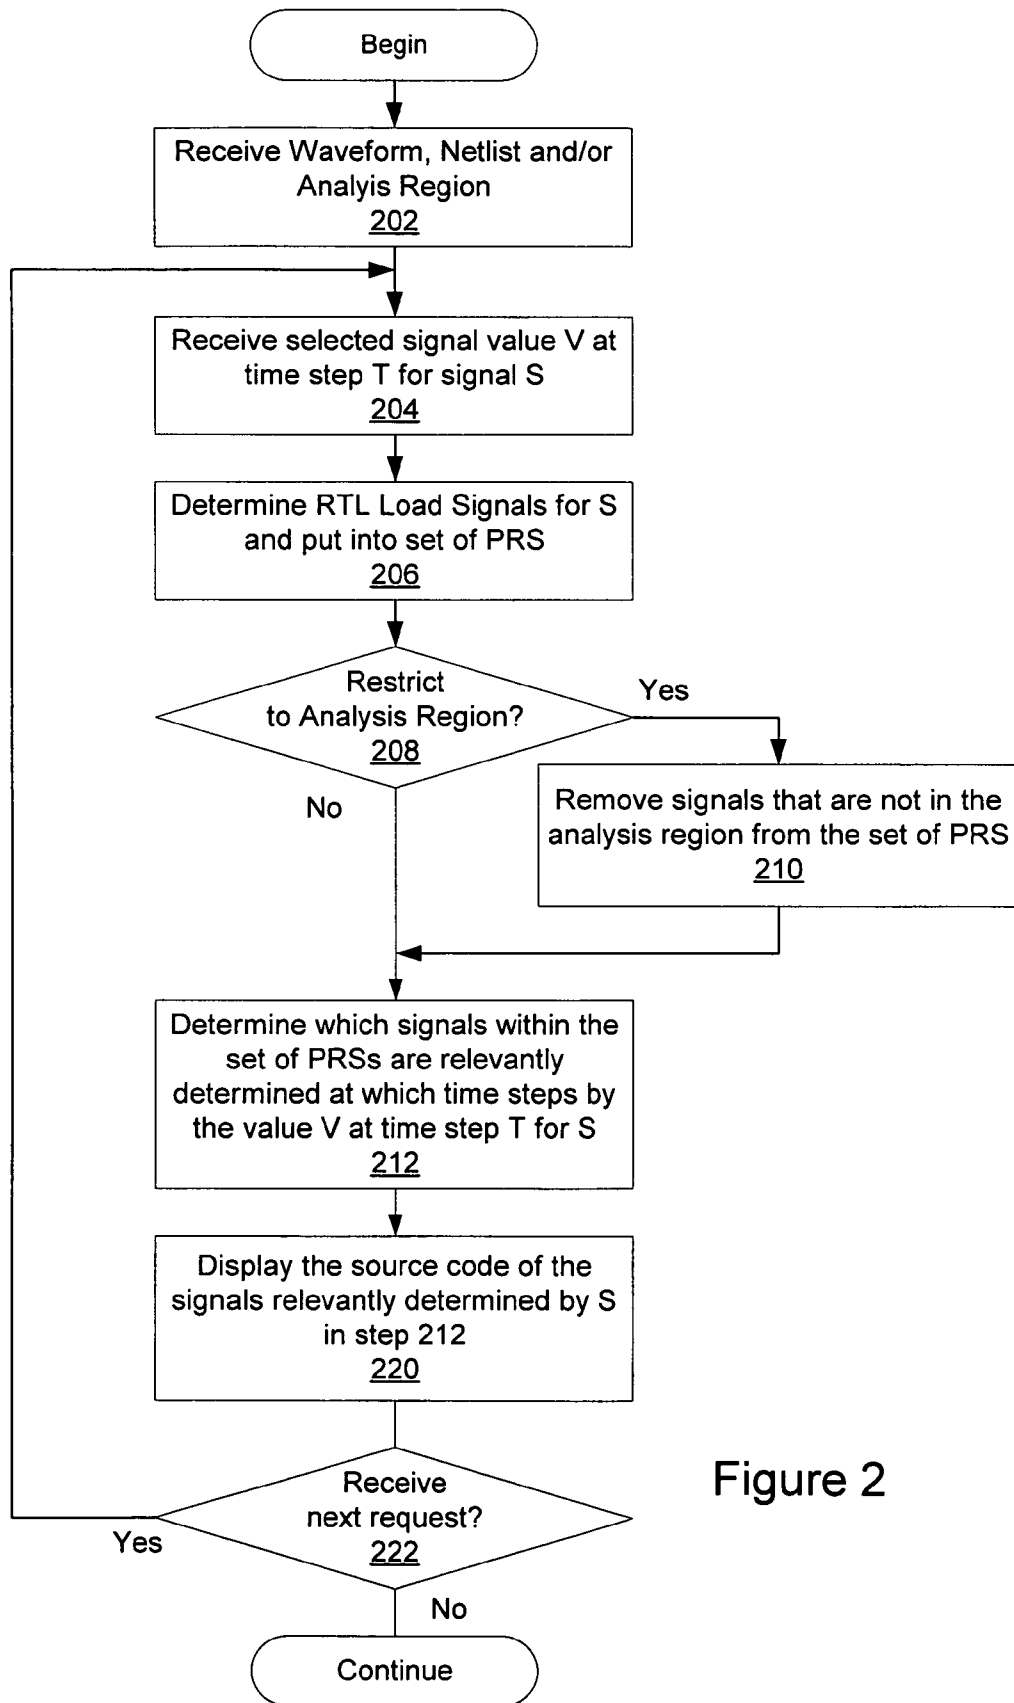 Begin
Receive Waveform, Netlist and/or
Analyis Region
202
Receive selected signal value V at
time step T for signal S
204
Determine RTL Load Signals for S
and put into set of PRS
206
Restrict
to Analysis Region?
208
Yes
No
Remove signals that are not in the
analysis region from the set of PRS
210
Determine which signals within the
set of PRSs are relevantly
determined at which time steps by
the value V at time step T for S
212
Display the source code of the
signals relevantly determined by S
in step 212
220
Receive
next request?
222
Yes
No
Continue
Figure 2